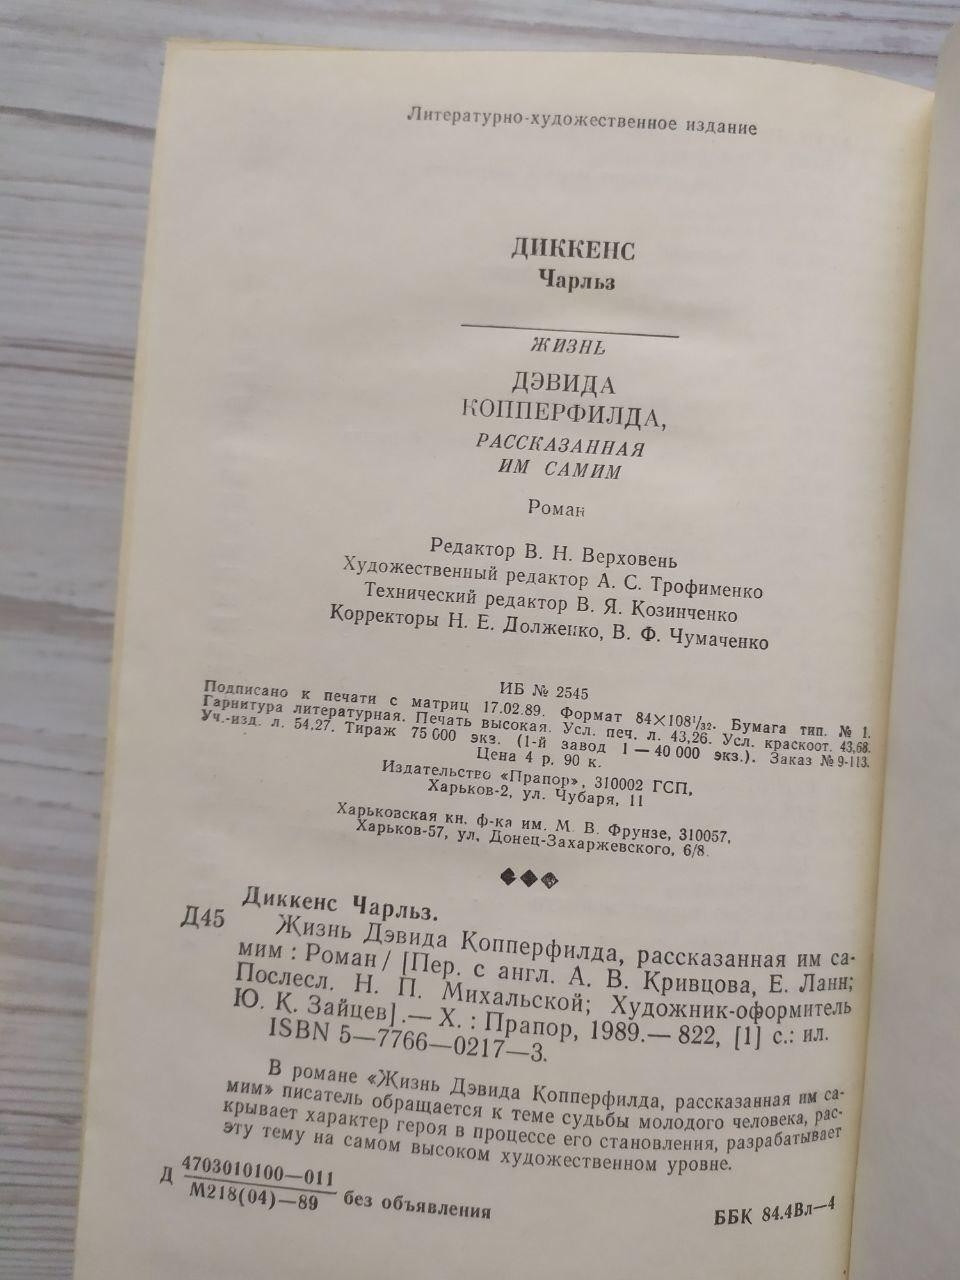 Литературно-художественное издание
ДИККЕНС
Чарльз
ЖИЗНЬ
ДЭВИДА
КОППЕРФИЛДА,
РАССКАЗАННАЯ
ИМ САМИМ
Роман
Редактор В. Н. Верховень
Художественный редактор А. С. Трофименко
Технический редактор В. Я. Козинченко
Корректоры Н. Е. Долженко, В. Ф. Чумаченко
ИБ № 2545
Подписано к печати с матриц 17.02.89. Формат 84×108¹/₃₂. Бумага тип. № 1.
Гарнитура литературная. Печать высокая. Усл. печ. л. 43,26. Усл. краскоот. 43,68.
Уч.-изд. л. 54,27. Тираж 75 000 экз. (1-й завод 1—40 000 экз.). Заказ № 9-113.
Цена 4 р. 90 к.
Издательство «Прапор», 310002 ГСП,
Харьков-2, ул. Чубаря, 11
Харьковская кн. ф-ка им. М. В. Фрунзе, 310057,
Харьков-57, ул. Донец-Захаржевского, 6/8.
Диккенс Чарльз.
Д45 Жизнь Дэвида Копперфилда, рассказанная им са-
мим : Роман / [Пер. с англ. А. В. Кривцова, Е. Ланн;
Послесл. Н. П. Михальской; Художник-оформитель
Ю. К. Зайцев].— Х. : Прапор, 1989.— 822, [1] с.: ил.
ISBN 5—7766—0217—3.
В романе «Жизнь Дэвида Копперфилда, рассказанная им са-
мим» писатель обращается к теме судьбы молодого человека, рас-
крывает характер героя в процессе его становления, разрабатывает
эту тему на самом высоком художественном уровне.
Д 4703010100—011
М218(04)—89 без объявления
ББК 84.4Вл—4